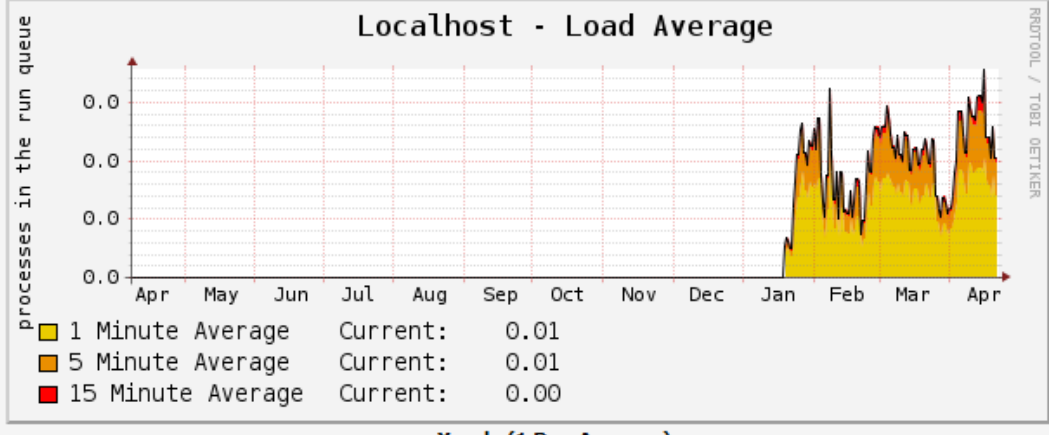 Localhost - Load Average
processes in the run queue
RRDTOOL / TOBI OETIKER
0.0
0.0
0.0
0.0
Apr May Jun Jul Aug Sep Oct Nov Dec Jan Feb Mar Apr
1 Minute Average Current: 0.01
5 Minute Average Current: 0.01
15 Minute Average Current: 0.00